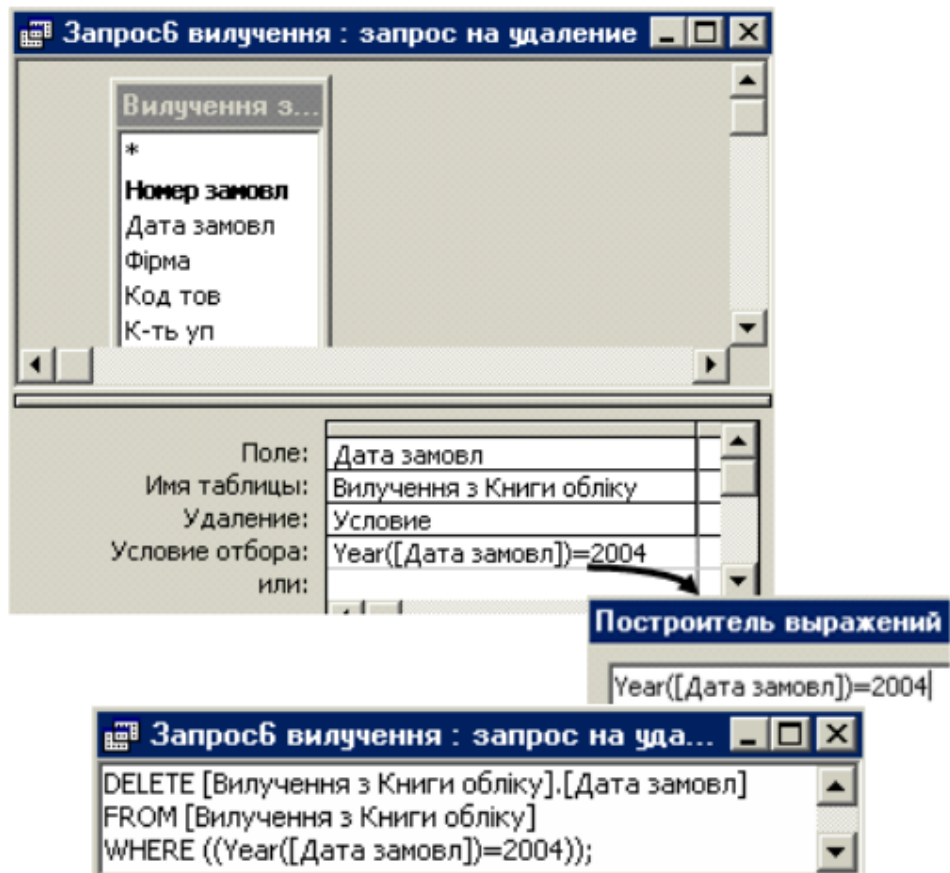 Запрос6 вилучення : запрос на удаление
Вилучення з...
*
Номер замовл
Дата замовл
Фірма
Код тов
К-ть уп
Поле: Дата замовл
Имя таблицы: Вилучення з Книги обліку
Удаление: Условие
Условие отбора: Year([Дата замовл])=2004
или:
Построитель выражений
Year([Дата замовл])=2004
Запрос6 вилучення : запрос на уда...
DELETE [Вилучення з Книги обліку].[Дата замовл]
FROM [Вилучення з Книги обліку]
WHERE ((Year([Дата замовл])=2004));